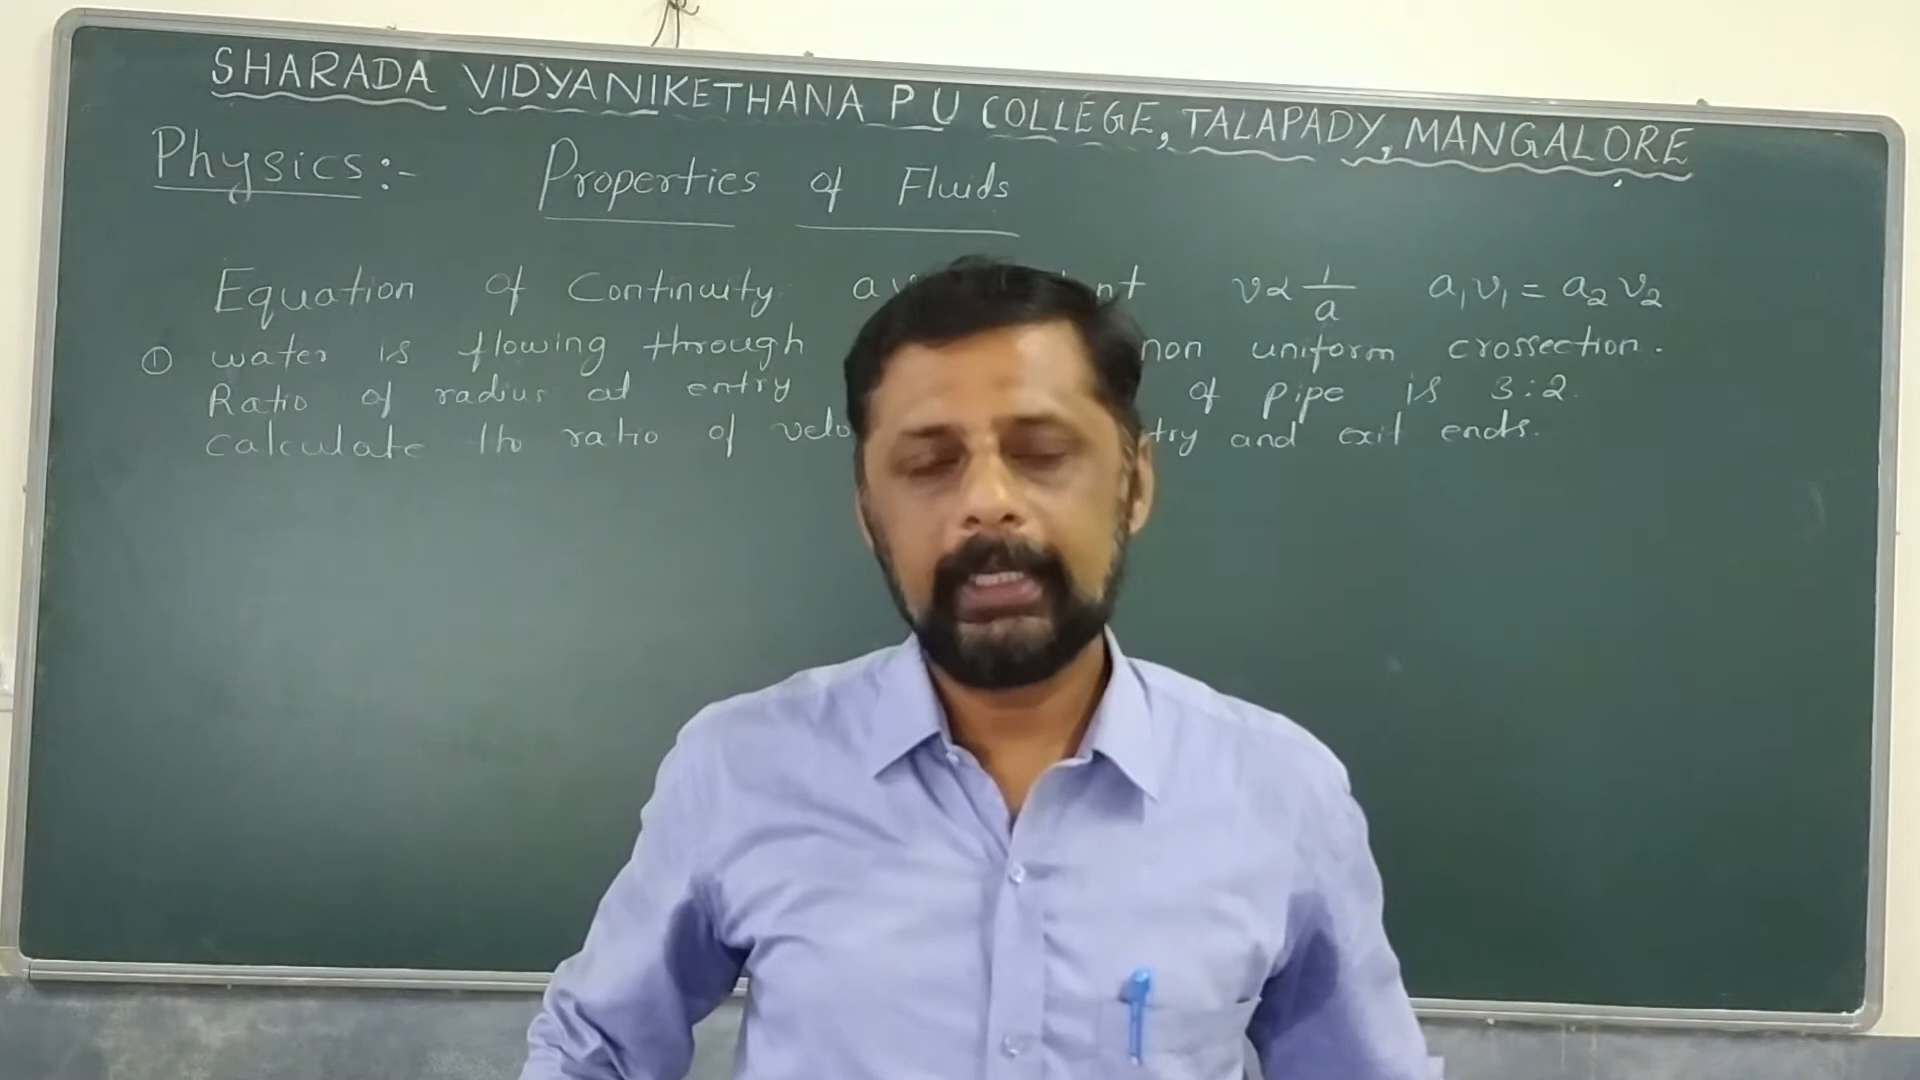 SHARADA VIDYANIKETHANA P U COLLEGE, TALAPADY, MANGALORE
Physics:- Properties of Fluids
Equation of Continuity a v∝1/a a₁v₁ = a₂v₂
① water is flowing through non uniform crossection.
Ratio of radius at entry of pipe is 3:2.
calculate the ratio of and exit ends.